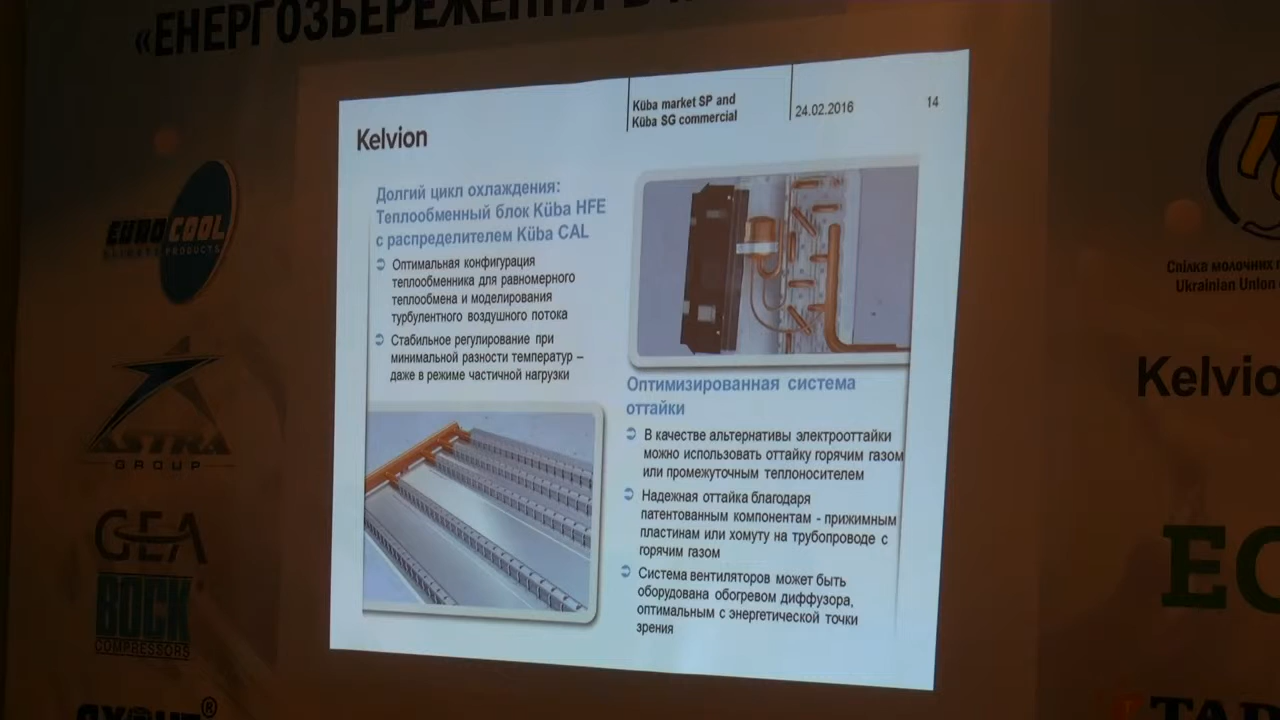 «ЕНЕРГОЗБЕРЕЖЕННЯ
Kelvion
Küba market SP and
Küba SG commercial
24.02.2016
14
Долгий цикл охлаждения:
Теплообменный блок Küba HFE
с распределителем Küba CAL
Оптимальная конфигурация
теплообменника для равномерного
теплообмена и моделирования
турбулентного воздушного потока
Стабильное регулирование при
минимальной разности температур –
даже в режиме частичной нагрузки
Оптимизированная система
оттайки
В качестве альтернативы электрооттайки
можно использовать оттайку горячим газом
или промежуточным теплоносителем
Надежная оттайка благодаря
патентованным компонентам - прижимным
пластинам или хомуту на трубопроводе с
горячим газом
Система вентиляторов может быть
оборудована обогревом диффузора,
оптимальным с энергетической точки
зрения
EUROCOOL
PRODUCTS
ASTRA
GROUP
GEA
BOCK
COMPRESSORS
®
Спілка молочних
Ukrainian Union
Kelvio